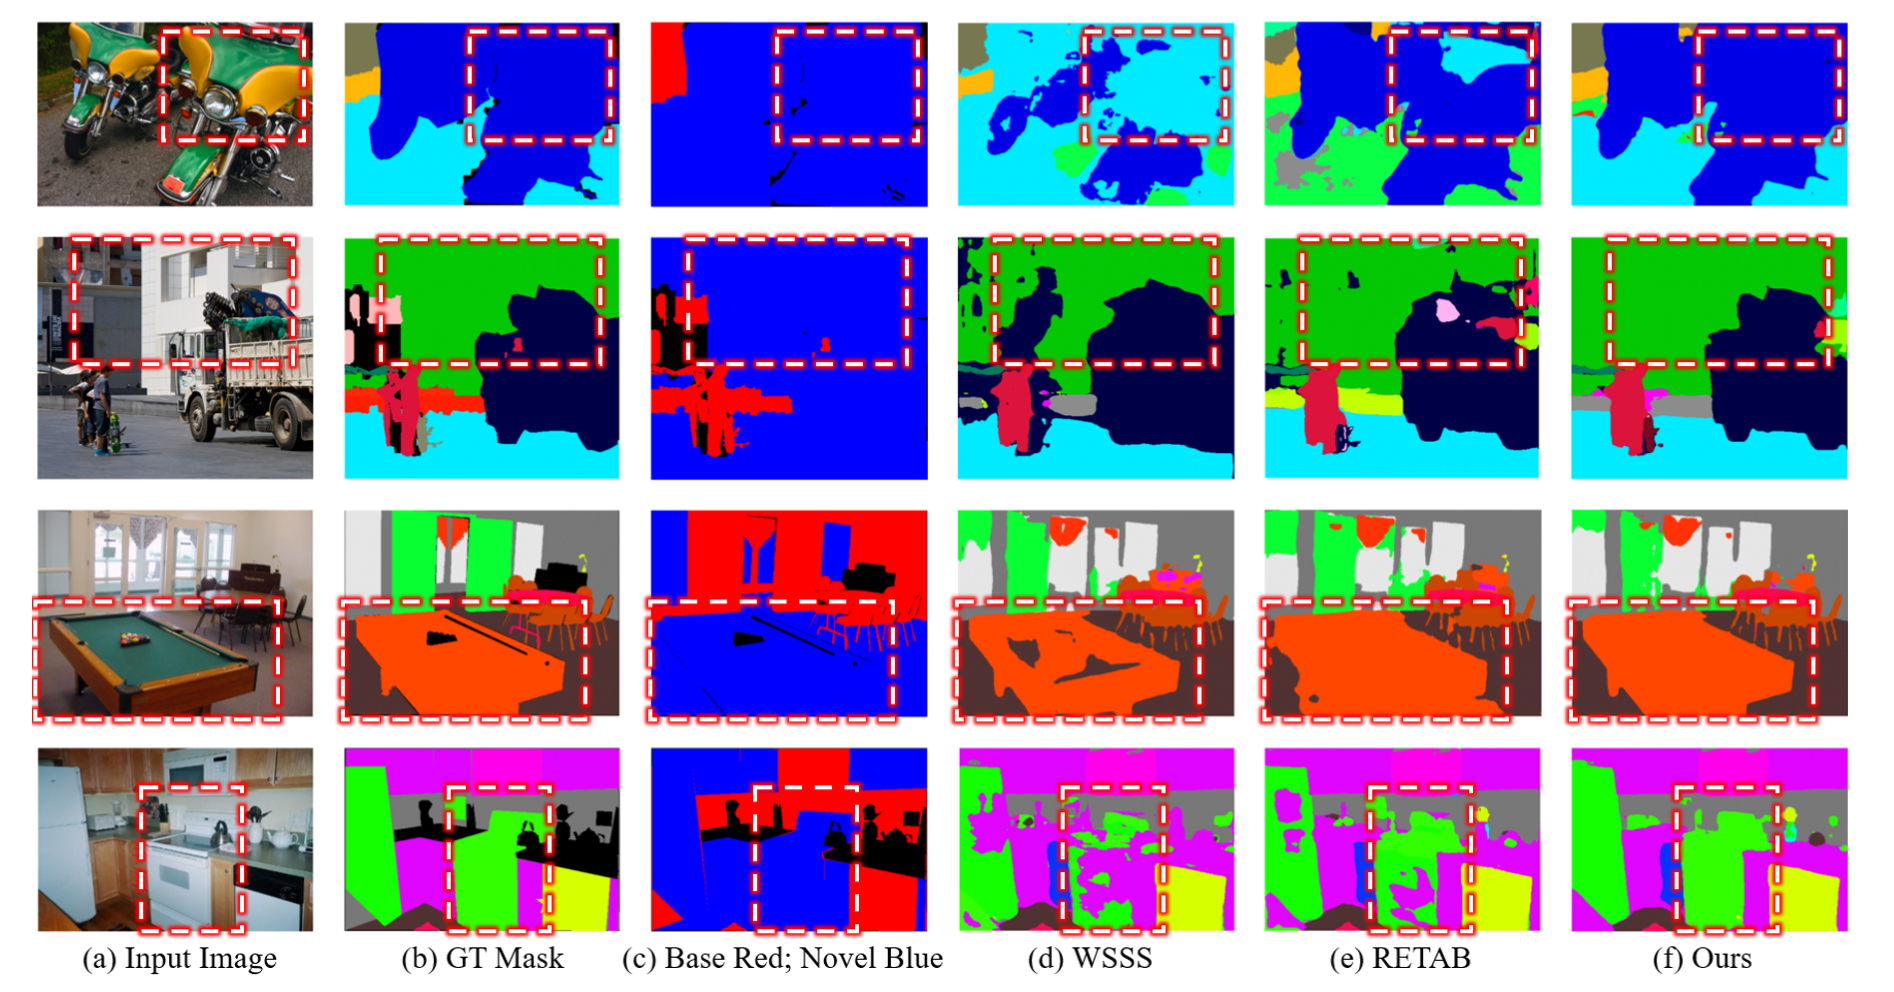 (a) Input Image
(b) GT Mask
(c) Base Red; Novel Blue
(d) WSSS
(e) RETAB
(f) Ours